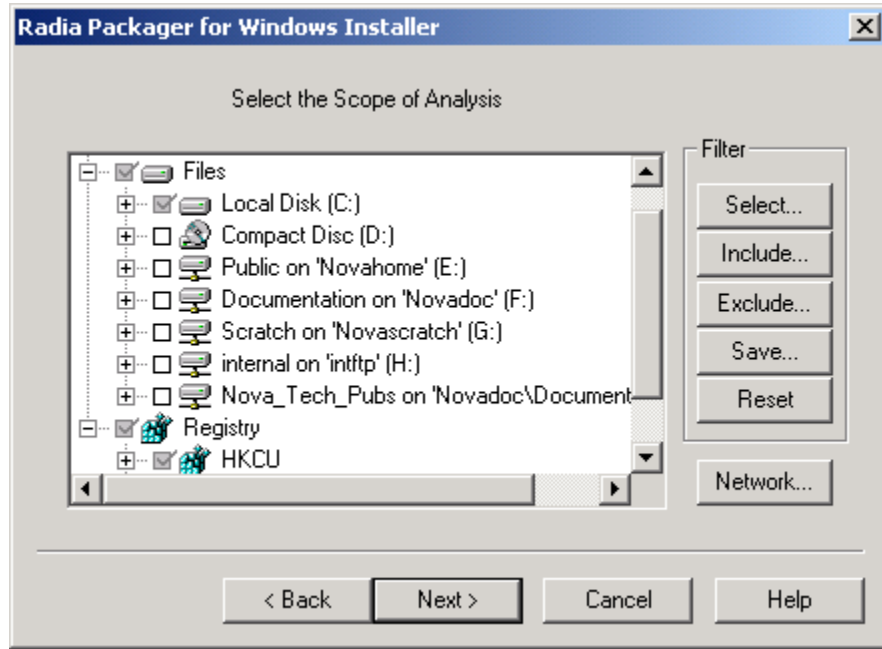 Radia Packager for Windows Installer
Select the Scope of Analysis
Files
Local Disk (C:)
Compact Disc (D:)
Public on 'Novahome' (E:)
Documentation on 'Novadoc' (F:)
Scratch on 'Novascratch' (G:)
internal on 'intftp' (H:)
Nova_Tech_Pubs on 'Novadoc\Document
Registry
HKCU
Filter
Select...
Include...
Exclude...
Save...
Reset
Network...
< Back
Next >
Cancel
Help